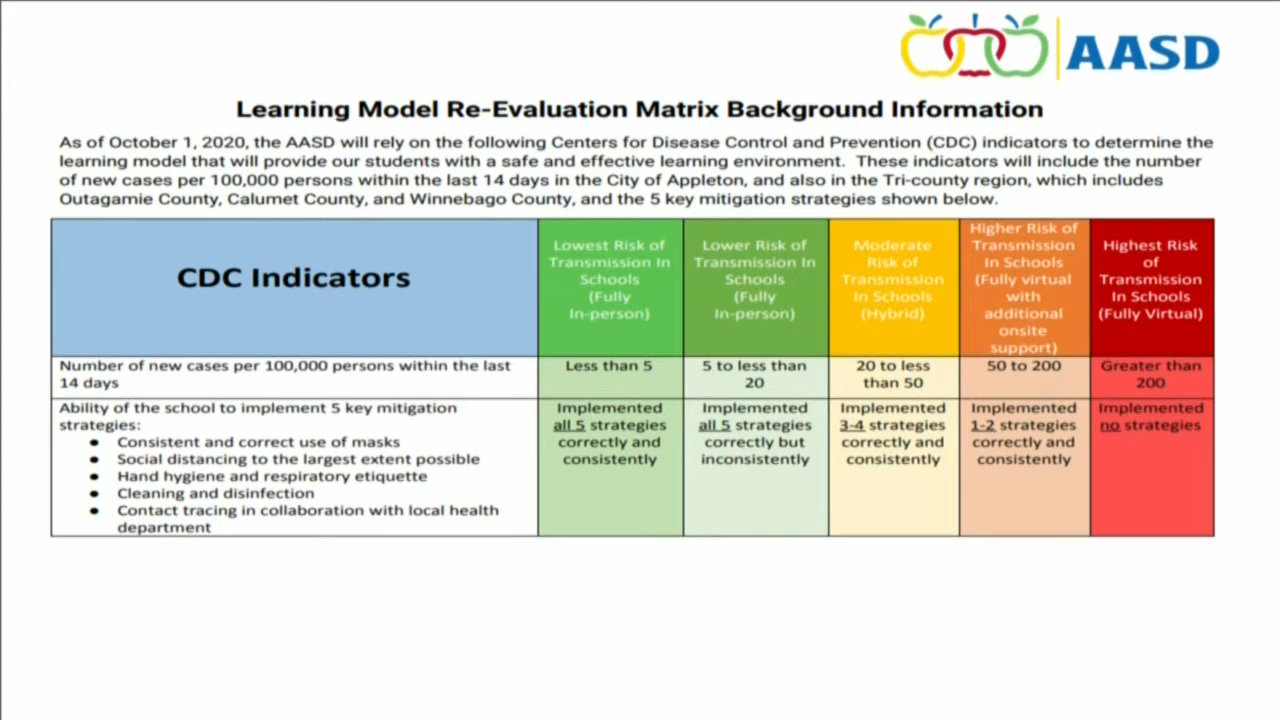 AASD
Learning Model Re-Evaluation Matrix Background Information
As of October 1, 2020, the AASD will rely on the following Centers for Disease Control and Prevention (CDC) indicators to determine the
learning model that will provide our students with a safe and effective learning environment. These indicators will include the number
of new cases per 100,000 persons within the last 14 days in the City of Appleton, and also in the Tri-county region, which includes
Outagamie County, Calumet County, and Winnebago County, and the 5 key mitigation strategies shown below.
CDC Indicators
Lowest Risk of
Transmission In
Schools
(Fully
In-person)
Lower Risk of
Transmission In
Schools
(Fully
In-person)
Moderate
Risk of
Transmission
In Schools
(Hybrid)
Higher Risk of
Transmission
In Schools
(Fully virtual
with
additional
onsite
support)
Highest Risk
of
Transmission
In Schools
(Fully Virtual)
Number of new cases per 100,000 persons within the last
14 days
Less than 5
5 to less than
20
20 to less
than 50
50 to 200
Greater than
200
Ability of the school to implement 5 key mitigation
strategies:
● Consistent and correct use of masks
● Social distancing to the largest extent possible
● Hand hygiene and respiratory etiquette
● Cleaning and disinfection
● Contact tracing in collaboration with local health
department
Implemented
all 5 strategies
correctly and
consistently
Implemented
all 5 strategies
correctly but
inconsistently
Implemented
3-4 strategies
correctly and
consistently
Implemented
1-2 strategies
correctly and
consistently
Implemented
no strategies